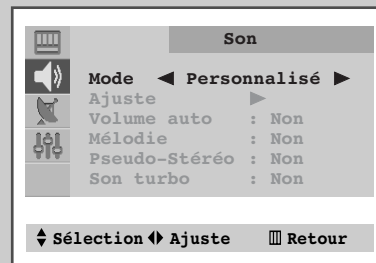 Son
Mode ◀ Personnalisé ▶
Ajuste ▶
Volume auto : Non
Mélodie : Non
Pseudo-Stéréo : Non
Son turbo : Non
Sélection Ajuste Retour